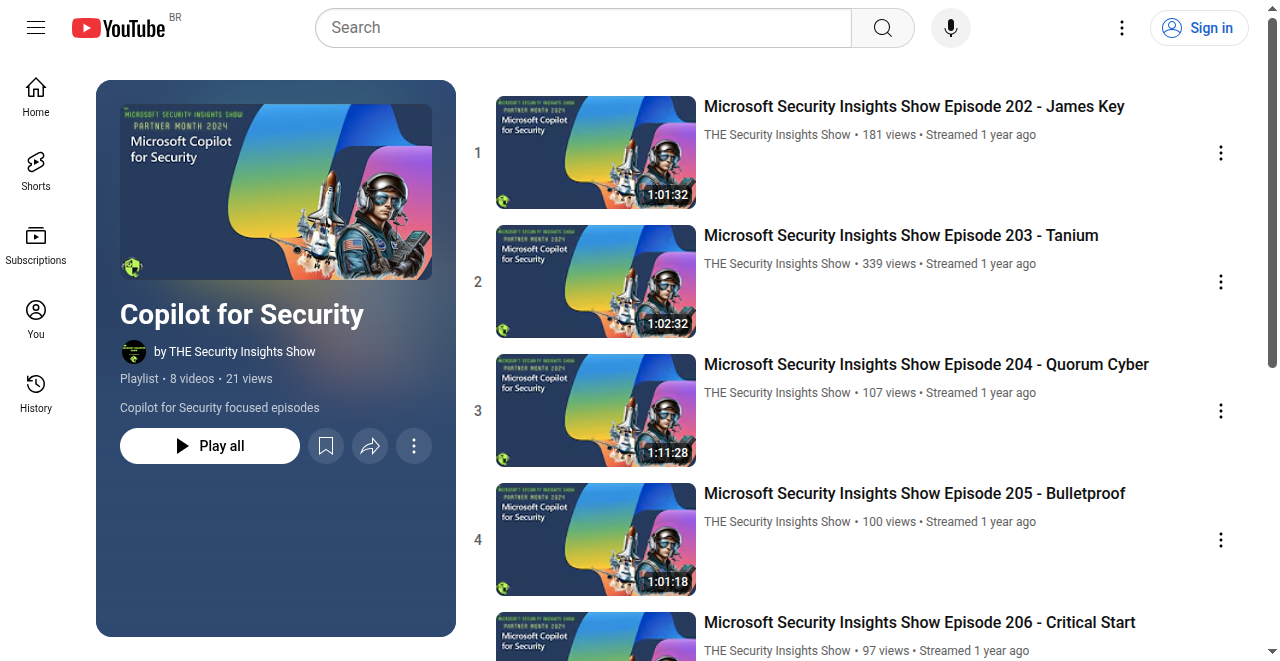 YouTube BR
Search
Sign in
Home
Shorts
Subscriptions
You
History
MICROSOFT SECURITY INSIGHTS SHOW
PARTNER MONTH 2024
Microsoft Copilot
for Security
Copilot for Security
by THE Security Insights Show
Playlist • 8 videos • 21 views
Copilot for Security focused episodes
Play all
1
MICROSOFT SECURITY INSIGHTS SHOW
PARTNER MONTH 2024
Microsoft Copilot
for Security
1:01:32
Microsoft Security Insights Show Episode 202 - James Key
THE Security Insights Show • 181 views • Streamed 1 year ago
2
MICROSOFT SECURITY INSIGHTS SHOW
PARTNER MONTH 2024
Microsoft Copilot
for Security
1:02:32
Microsoft Security Insights Show Episode 203 - Tanium
THE Security Insights Show • 339 views • Streamed 1 year ago
3
MICROSOFT SECURITY INSIGHTS SHOW
PARTNER MONTH 2024
Microsoft Copilot
for Security
1:11:28
Microsoft Security Insights Show Episode 204 - Quorum Cyber
THE Security Insights Show • 107 views • Streamed 1 year ago
4
MICROSOFT SECURITY INSIGHTS SHOW
PARTNER MONTH 2024
Microsoft Copilot
for Security
1:01:18
Microsoft Security Insights Show Episode 205 - Bulletproof
THE Security Insights Show • 100 views • Streamed 1 year ago
MICROSOFT SECURITY INSIGHTS SHOW
PARTNER MONTH 2024
Microsoft Copilot
for Security
Microsoft Security Insights Show Episode 206 - Critical Start
THE Security Insights Show • 97 views • Streamed 1 year ago